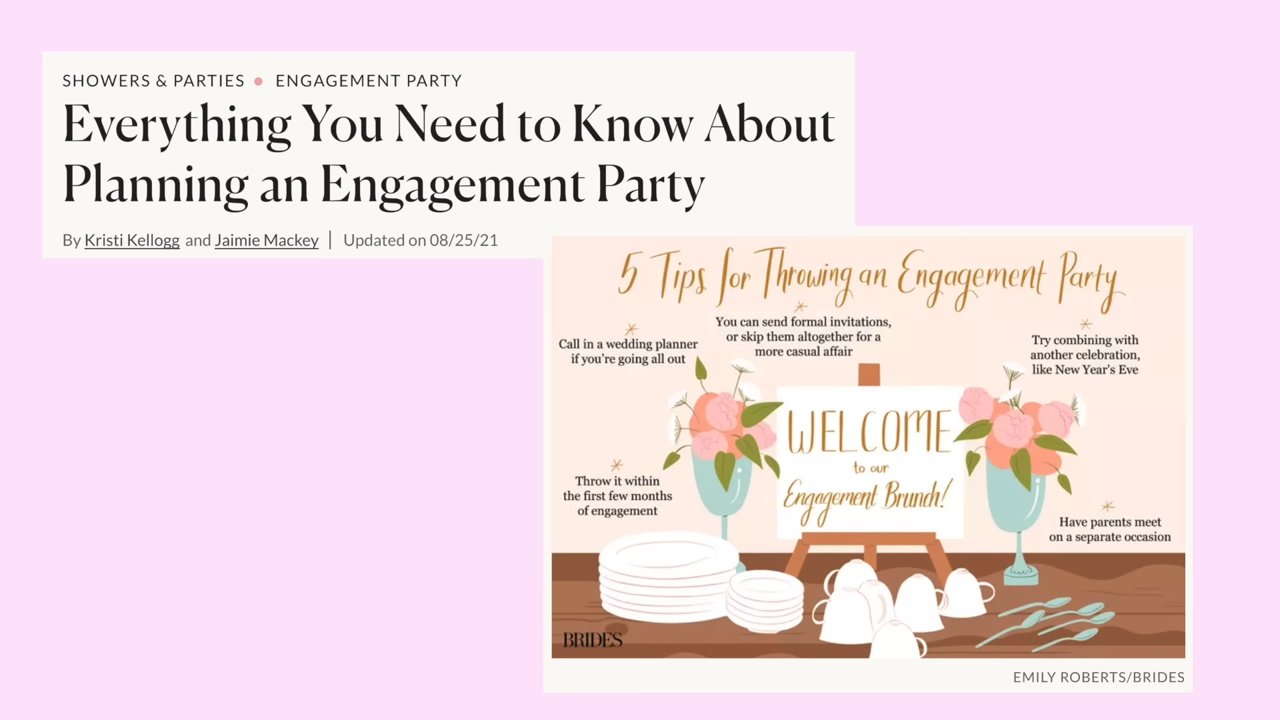 SHOWERS & PARTIES • ENGAGEMENT PARTY
Everything You Need to Know About
Planning an Engagement Party
By Kristi Kellogg and Jaimie Mackey | Updated on 08/25/21
5 Tips for Throwing an Engagement Party
Call in a wedding planner
if you're going all out
You can send formal invitations,
or skip them altogether for a
more casual affair
Try combining with
another celebration,
like New Year's Eve
WELCOME
to our
Engagement Brunch!
Throw it within
the first few months
of engagement
Have parents meet
on a separate occasion
BRIDES
EMILY ROBERTS/BRIDES